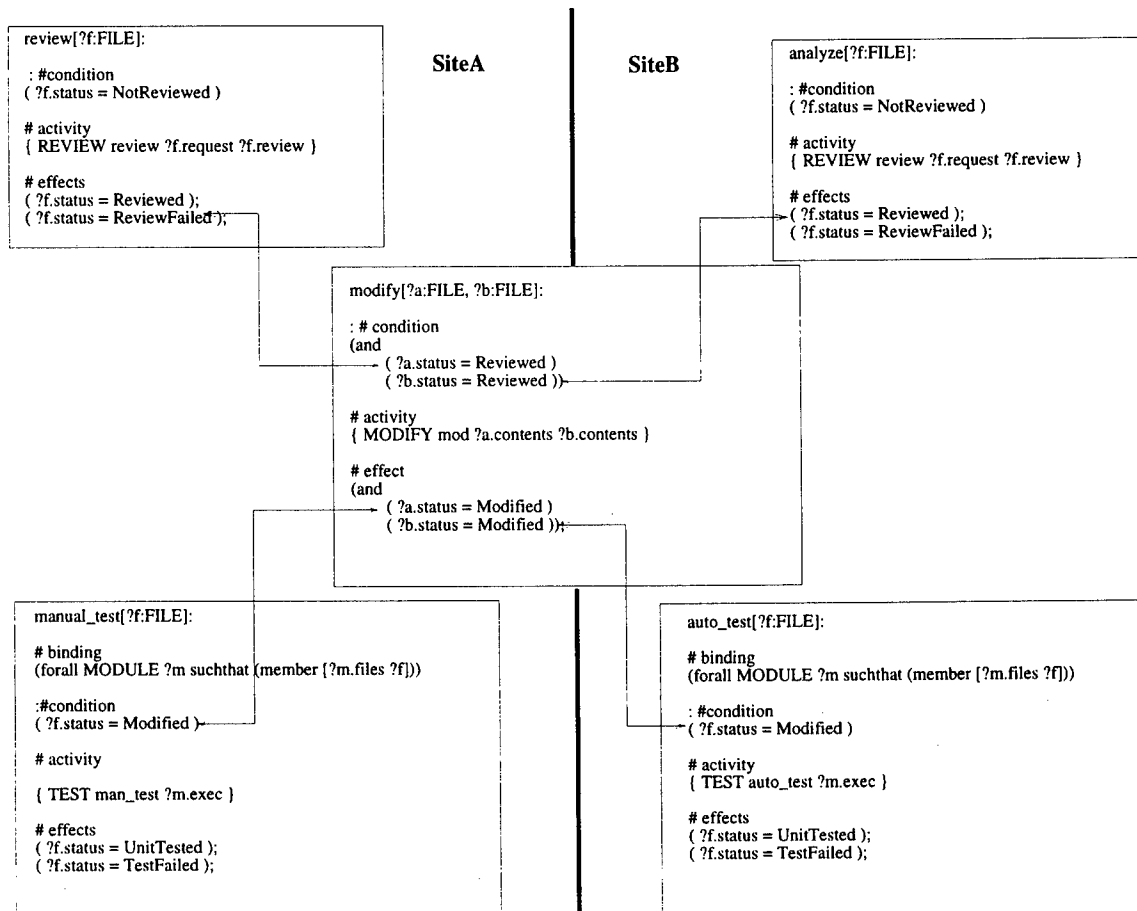 review[?f:FILE]:
: #condition
( ?f.status = NotReviewed )
# activity
{ REVIEW review ?f.request ?f.review }
# effects
( ?f.status = Reviewed );
( ?f.status = ReviewFailed );
SiteA
SiteB
analyze[?f:FILE]:
: #condition
( ?f.status = NotReviewed )
# activity
{ REVIEW review ?f.request ?f.review }
# effects
( ?f.status = Reviewed );
( ?f.status = ReviewFailed );
modify[?a:FILE, ?b:FILE]:
: # condition
(and
( ?a.status = Reviewed )
( ?b.status = Reviewed ))
# activity
{ MODIFY mod ?a.contents ?b.contents }
# effect
(and
( ?a.status = Modified )
( ?b.status = Modified ));
manual_test[?f:FILE]:
# binding
(forall MODULE ?m suchthat (member [?m.files ?f]))
:#condition
( ?f.status = Modified )
# activity
{ TEST man_test ?m.exec }
# effects
( ?f.status = UnitTested );
( ?f.status = TestFailed );
auto_test[?f:FILE]:
# binding
(forall MODULE ?m suchthat (member [?m.files ?f]))
: #condition
( ?f.status = Modified )
# activity
{ TEST auto_test ?m.exec }
# effects
( ?f.status = UnitTested );
( ?f.status = TestFailed );